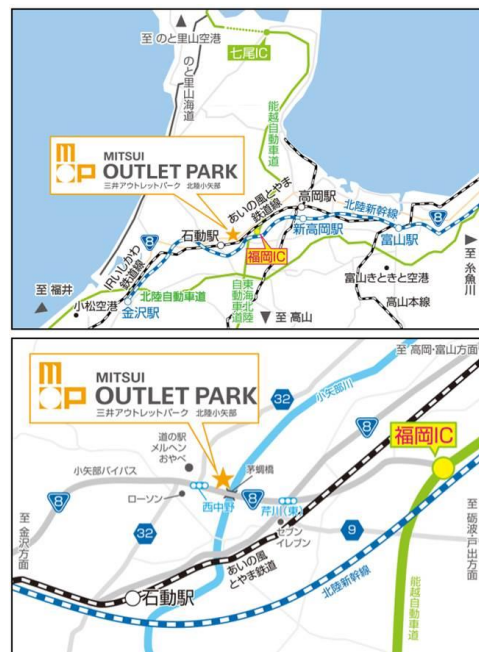 至 のと里山空港
七尾IC
のと里山海道
能越自動車道
MITSUI
OUTLET PARK
三井アウトレットパーク 北陸小矢部
あいの風とやま
鉄道線
高岡駅
北陸新幹線
8
石動駅
新高岡駅
富山駅
8
福岡IC
IRいしかわ
鉄道線
至 福井
小松空港
北陸自動車道
金沢駅
東海北陸
自動車道
至 高山
富山きときと空港
高山本線
至 糸魚川
MITSUI
OUTLET PARK
三井アウトレットパーク 北陸小矢部
至 高岡・富山方面
32
小矢部川
8
福岡IC
道の駅
メルヘン
おやべ
茅蜩橋
小矢部バイパス
8
ローソン
西中野
8
芹川(東)
セブン
イレブン
9
32
至 金沢方面
あいの風
とやま鉄道
至 砺波・戸出方面
石動駅
北陸新幹線
能越自動車道